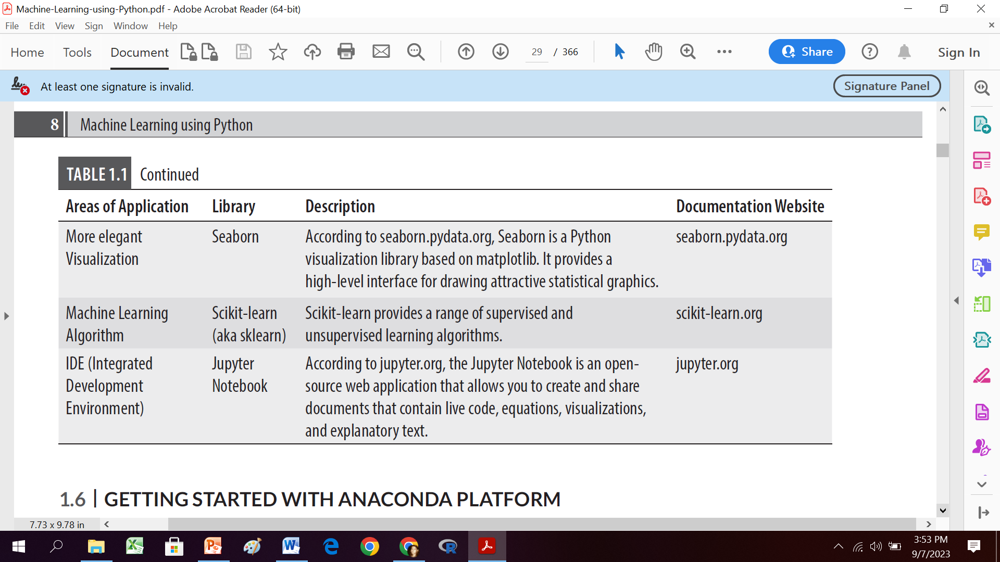 Machine-Learning-using-Python.pdf - Adobe Acrobat Reader (64-bit)
File Edit View Sign Window Help
Home Tools Document 29 / 366 Share Sign In
At least one signature is invalid. Signature Panel
8 Machine Learning using Python
TABLE 1.1 Continued
Areas of Application Library Description Documentation Website
More elegant Seaborn According to seaborn.pydata.org, Seaborn is a Python seaborn.pydata.org
Visualization visualization library based on matplotlib. It provides a
high-level interface for drawing attractive statistical graphics.
Machine Learning Scikit-learn Scikit-learn provides a range of supervised and scikit-learn.org
Algorithm (aka sklearn) unsupervised learning algorithms.
IDE (Integrated Jupyter According to jupyter.org, the Jupyter Notebook is an open- jupyter.org
Development Notebook source web application that allows you to create and share
Environment) documents that contain live code, equations, visualizations,
and explanatory text.
1.6 | GETTING STARTED WITH ANACONDA PLATFORM
7.73 x 9.78 in
3:53 PM
9/7/2023